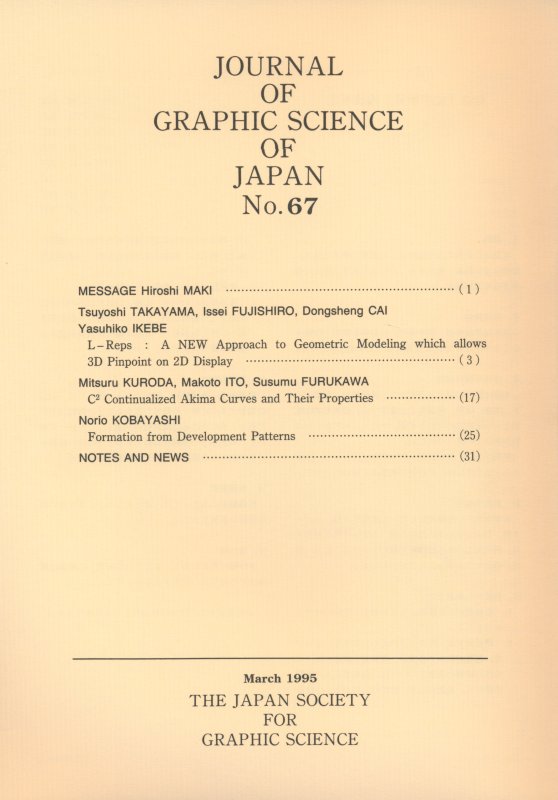 JOURNAL
OF
GRAPHIC SCIENCE
OF
JAPAN
No. 67
MESSAGE Hiroshi MAKI ………………………………………… (1)
Tsuyoshi TAKAYAMA, Issei FUJISHIRO, Dongsheng CAI
Yasuhiko IKEBE
L-Reps : A NEW Approach to Geometric Modeling which allows
3D Pinpoint on 2D Display ……………………………………… (3)
Mitsuru KURODA, Makoto ITO, Susumu FURUKAWA
C² Continualized Akima Curves and Their Properties ……………… (17)
Norio KOBAYASHI
Formation from Development Patterns ………………………… (25)
NOTES AND NEWS ……………………………………………… (31)
March 1995
THE JAPAN SOCIETY
FOR
GRAPHIC SCIENCE